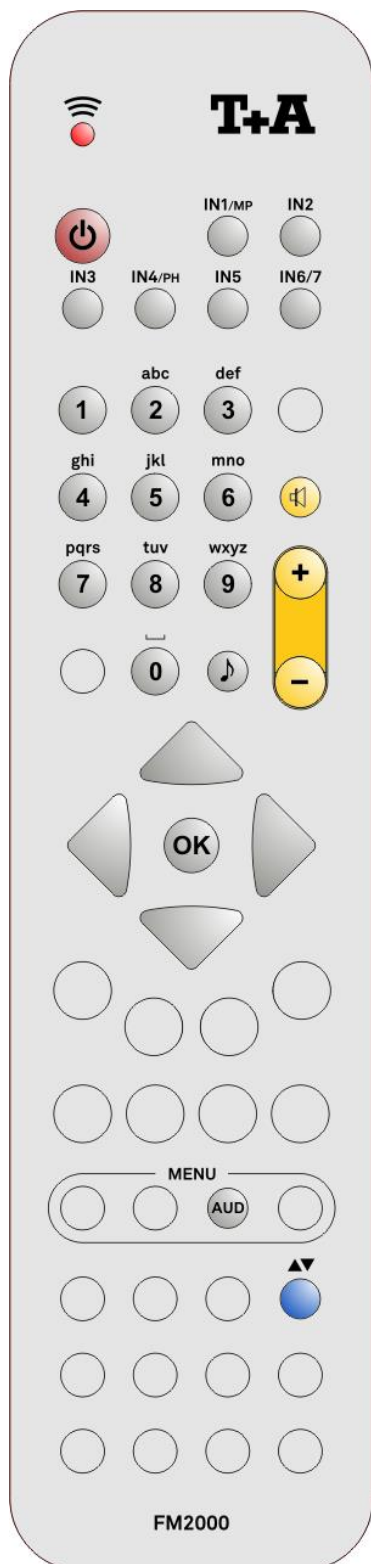 T+A
IN1/MP IN2
IN3 IN4/PH IN5 IN6/7
abc def
1 2 3
ghi jkl mno
4 5 6
pqrs tuv wxyz
7 8 9
+
0
−
OK
MENU
AUD
▲▼
FM2000